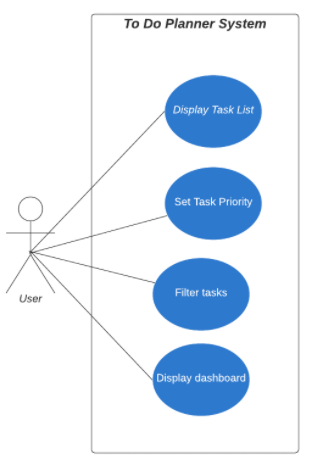 To Do Planner System
Display Task List
Set Task Priority
Filter tasks
User
Display dashboard